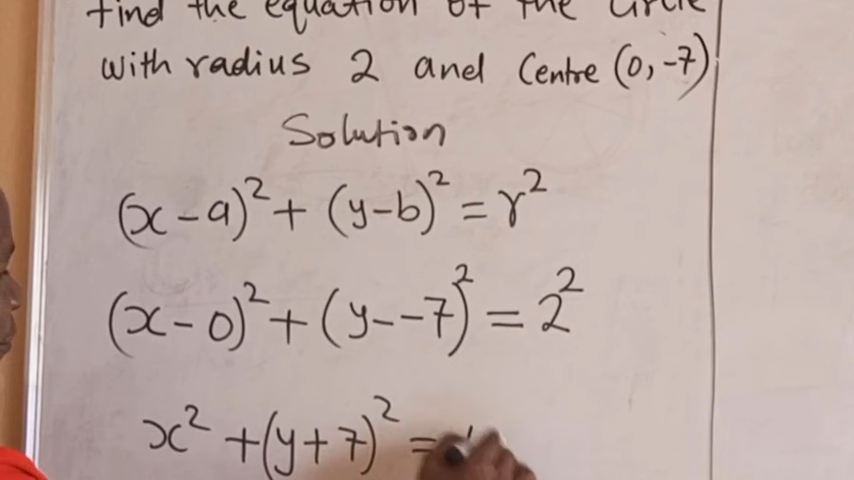 find the equation of the circle
with radius 2 and Centre (0, -7)
Solution
(x-a)² + (y-b)² = r²
(x-0)² + (y--7)² = 2²
x² + (y+7)² =